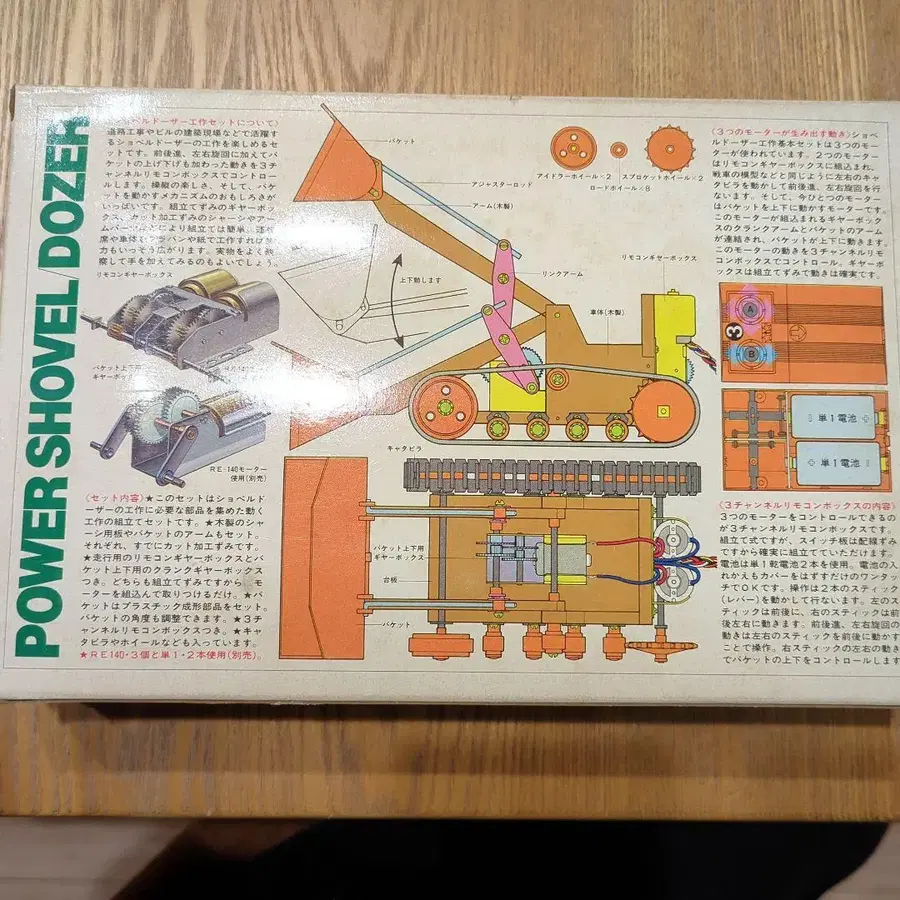 POWER SHOVEL/DOZER
ベルドーザー工作セットについて〉
道路工事やビルの建築現場などで活躍す
るショベルドーザーの工作を楽しめるセ
ットです。前後進、左右旋回に加えてバ
ケットの上げ下げも加わった動きを3チ
ャンネルリモコンボックスでコントロー
ルします。操縦の楽しさ、そして、バケ
ットを動かすメカニズムのおもしろさが
いっぱいです。組立てずみのギヤーボッ
クス、カット加工ずみのシャーシやアー
により組立ては簡単。運転
席や車体をプラバンや紙で工作すれば
力もいっそう広がります。実物をよく観
察して手を加えてみるのもよいでしょう。
リモコンギヤーボックス
バケット上下用
ギヤーボックス
RE140モーター
使用(別売)
〈セット内容〉★このセットはショベルド
ーザーの工作に必要な部品を集めた動く
工作の組立てセットです。★木製のシャ
ーシ用板やバケットのアームもセット。
それぞれ、すでにカット加工ずみです。
★走行用のリモコンギヤーボックスとバ
ケット上下用のクランクギヤーボックス
つき。どちらも組立てずみですから、モ
ーターを組込んで取りつけるだけ。★バ
ケットはプラスチック成形部品をセット。
バケットの角度も調整できます。★3チ
ャンネルリモコンボックスつき。★キャ
タピラやホイールなども入っています。
★RE140・3個と単1・2本使用(別売)。
バケット
アジャスターロッド
アーム(木製)
リンクアーム
上下動します
アイドラーホイール×2
スプロケットホイール×2
ロードホイール×8
リモコンギヤーボックス
車体(木製)
キャタピラ
バケット上下用
ギヤーボックス
台板
バケット
〈3つのモーターが生み出す動き〉ショベ
ルドーザー工作基本セットは3つのモー
ターが使われています。2つのモーター
はリモコンギヤーボックスに組込まれ、
戦車の模型などと同じように左右のキャ
タピラを動かして前後進、左右旋回を行
ないます。そして、今ひとつのモーター
はバケットを上下に動かすモーターです。
このモーターが組込まれるギヤーボック
スのクランクアームとバケットのアーム
が連結され、バケットが上下に動きます。
このモーターの動きを3チャンネルリモ
コンボックスでコントロール。ギヤーボ
ックスは組立てずみで動きは確実です。
3
A
B
単1電池
単1電池
〈3チャンネルリモコンボックスの内容〉
3つのモーターをコントロールできるの
が3チャンネルリモコンボックスです。
組立て式ですが、スイッチ板は配線ずみ
ですから確実に組立てていただけます。
電池は単1乾電池2本を使用。電池の入
れかえもカバーをはずすだけのワンタッ
チでOKです。操作は2本のスティック
(レバー)を動かして行ないます。左のス
ティックは前後に、右のスティックは前
後左右に動きます。前後進、左右旋回の
動きは左右のスティックを前後に動かす
ことで操作。右スティックの左右の動き
でバケットの上下をコントロールします